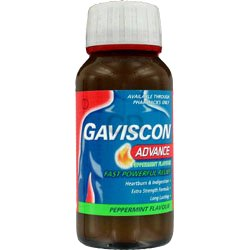 AVAILABLE THROUGH
PHARMACIES ONLY
GAVISCON
ADVANCE
PEPPERMINT FLAVOUR
FAST POWERFUL RELIEF
Heartburn & Indigestion
Extra Strength Formula
Long Lasting
PEPPERMINT FLAVOUR